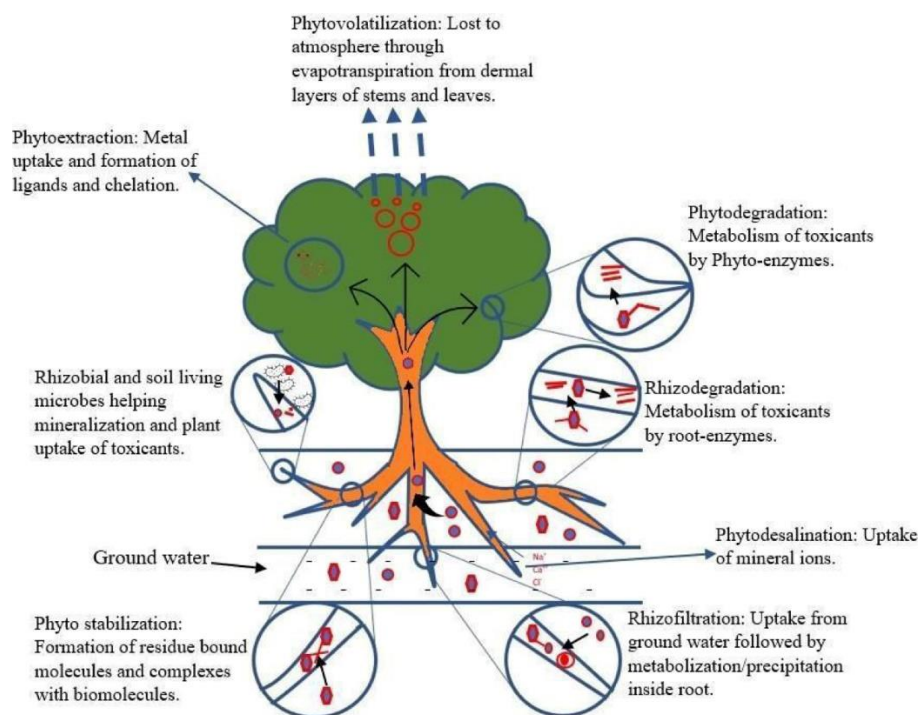 Phytovolatilization: Lost to
atmosphere through
evapotranspiration from dermal
layers of stems and leaves.
Phytoextraction: Metal
uptake and formation of
ligands and chelation.
Phytodegradation:
Metabolism of toxicants
by Phyto-enzymes.
Rhizobial and soil living
microbes helping
mineralization and plant
uptake of toxicants.
Rhizodegradation:
Metabolism of toxicants
by root-enzymes.
Ground water
Na⁺
Cl⁻
Phytodesalination: Uptake
of mineral ions.
Phyto stabilization:
Formation of residue bound
molecules and complexes
with biomolecules.
Rhizofiltration: Uptake from
ground water followed by
metabolization/precipitation
inside root.